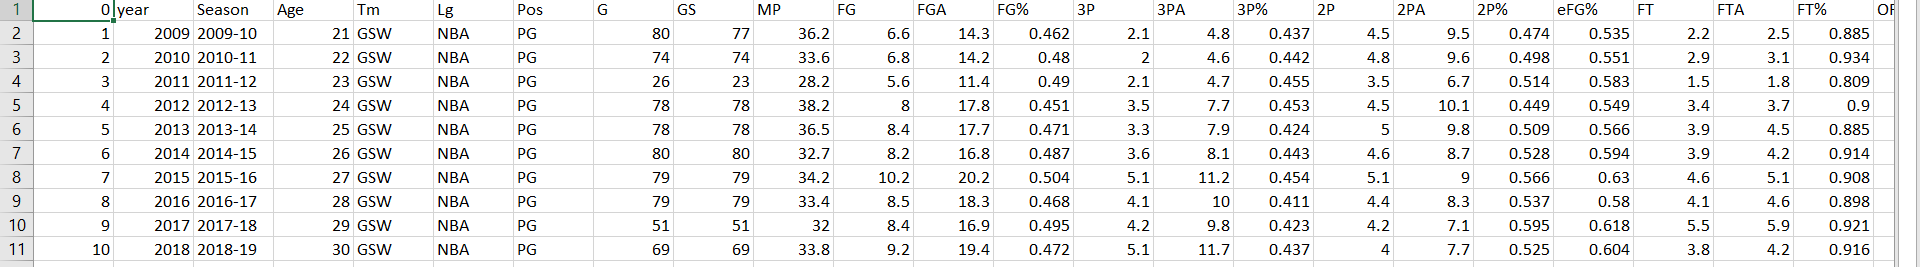 1 0 year Season Age Tm Lg Pos G GS MP FG FGA FG% 3P 3PA 3P% 2P 2PA 2P% eFG% FT FTA FT%
2 1 2009 2009-10 21 GSW NBA PG 80 77 36.2 6.6 14.3 0.462 2.1 4.8 0.437 4.5 9.5 0.474 0.535 2.2 2.5 0.885
3 2 2010 2010-11 22 GSW NBA PG 74 74 33.6 6.8 14.2 0.48 2 4.6 0.442 4.8 9.6 0.498 0.551 2.9 3.1 0.934
4 3 2011 2011-12 23 GSW NBA PG 26 23 28.2 5.6 11.4 0.49 2.1 4.7 0.455 3.5 6.7 0.514 0.583 1.5 1.8 0.809
5 4 2012 2012-13 24 GSW NBA PG 78 78 38.2 8 17.8 0.451 3.5 7.7 0.453 4.5 10.1 0.449 0.549 3.4 3.7 0.9
6 5 2013 2013-14 25 GSW NBA PG 78 78 36.5 8.4 17.7 0.471 3.3 7.9 0.424 5 9.8 0.509 0.566 3.9 4.5 0.885
7 6 2014 2014-15 26 GSW NBA PG 80 80 32.7 8.2 16.8 0.487 3.6 8.1 0.443 4.6 8.7 0.528 0.594 3.9 4.2 0.914
8 7 2015 2015-16 27 GSW NBA PG 79 79 34.2 10.2 20.2 0.504 5.1 11.2 0.454 5.1 9 0.566 0.63 4.6 5.1 0.908
9 8 2016 2016-17 28 GSW NBA PG 79 79 33.4 8.5 18.3 0.468 4.1 10 0.411 4.4 8.3 0.537 0.58 4.1 4.6 0.898
10 9 2017 2017-18 29 GSW NBA PG 51 51 32 8.4 16.9 0.495 4.2 9.8 0.423 4.2 7.1 0.595 0.618 5.5 5.9 0.921
11 10 2018 2018-19 30 GSW NBA PG 69 69 33.8 9.2 19.4 0.472 5.1 11.7 0.437 4 7.7 0.525 0.604 3.8 4.2 0.916